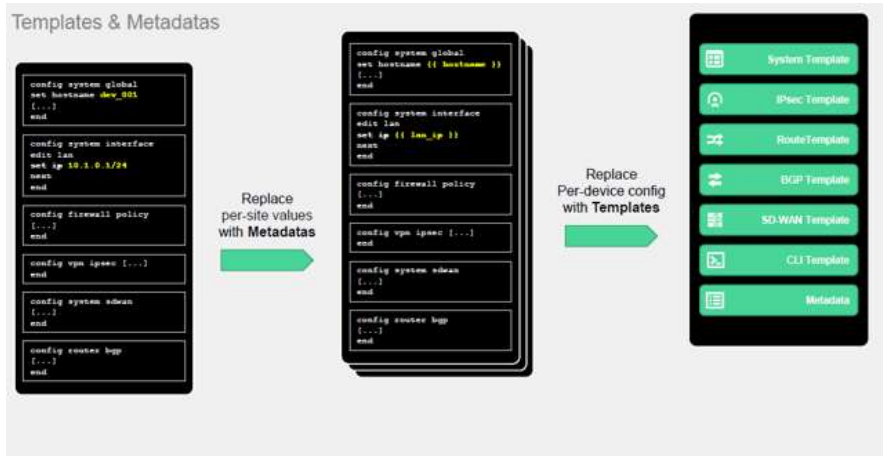 Templates & Metadatas
config system global
set hostname dev_001
[...]
end
config system interface
edit lan
set ip 10.1.0.1/24
next
end
config firewall policy
[...]
end
config vpn ipsec [...]
end
config system sdwan
[...]
end
config router bgp
[...]
end
Replace
per-site values
with Metadatas
config system global
set hostname {{ hostname }}
[...]
end
config system interface
edit lan
set ip {{ lan_ip }}
next
end
config firewall policy
[...]
end
config vpn ipsec [...]
end
config system sdwan
[...]
end
config router bgp
[...]
end
Replace
Per-device config
with Templates
System Template
IPsec Template
RouteTemplate
BGP Template
SD-WAN Template
CLI Template
Metadata